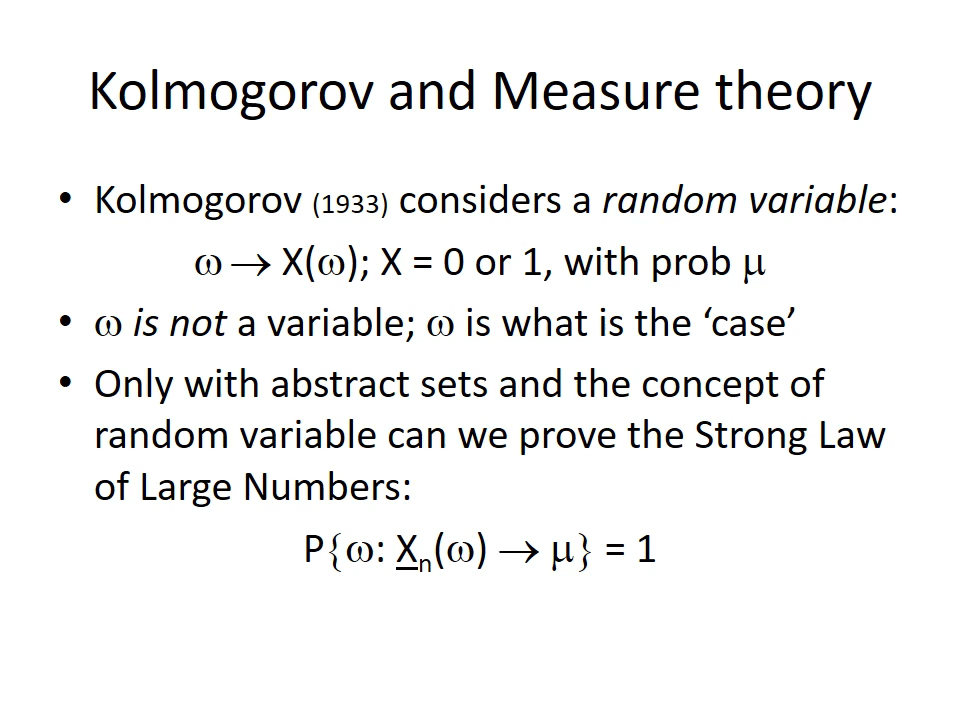 Kolmogorov and Measure theory
• Kolmogorov (1933) considers a random variable:
ω → X(ω); X = 0 or 1, with prob μ
• ω is not a variable; ω is what is the ‘case’
• Only with abstract sets and the concept of
random variable can we prove the Strong Law
of Large Numbers:
P{ω: X̲n(ω) → μ} = 1